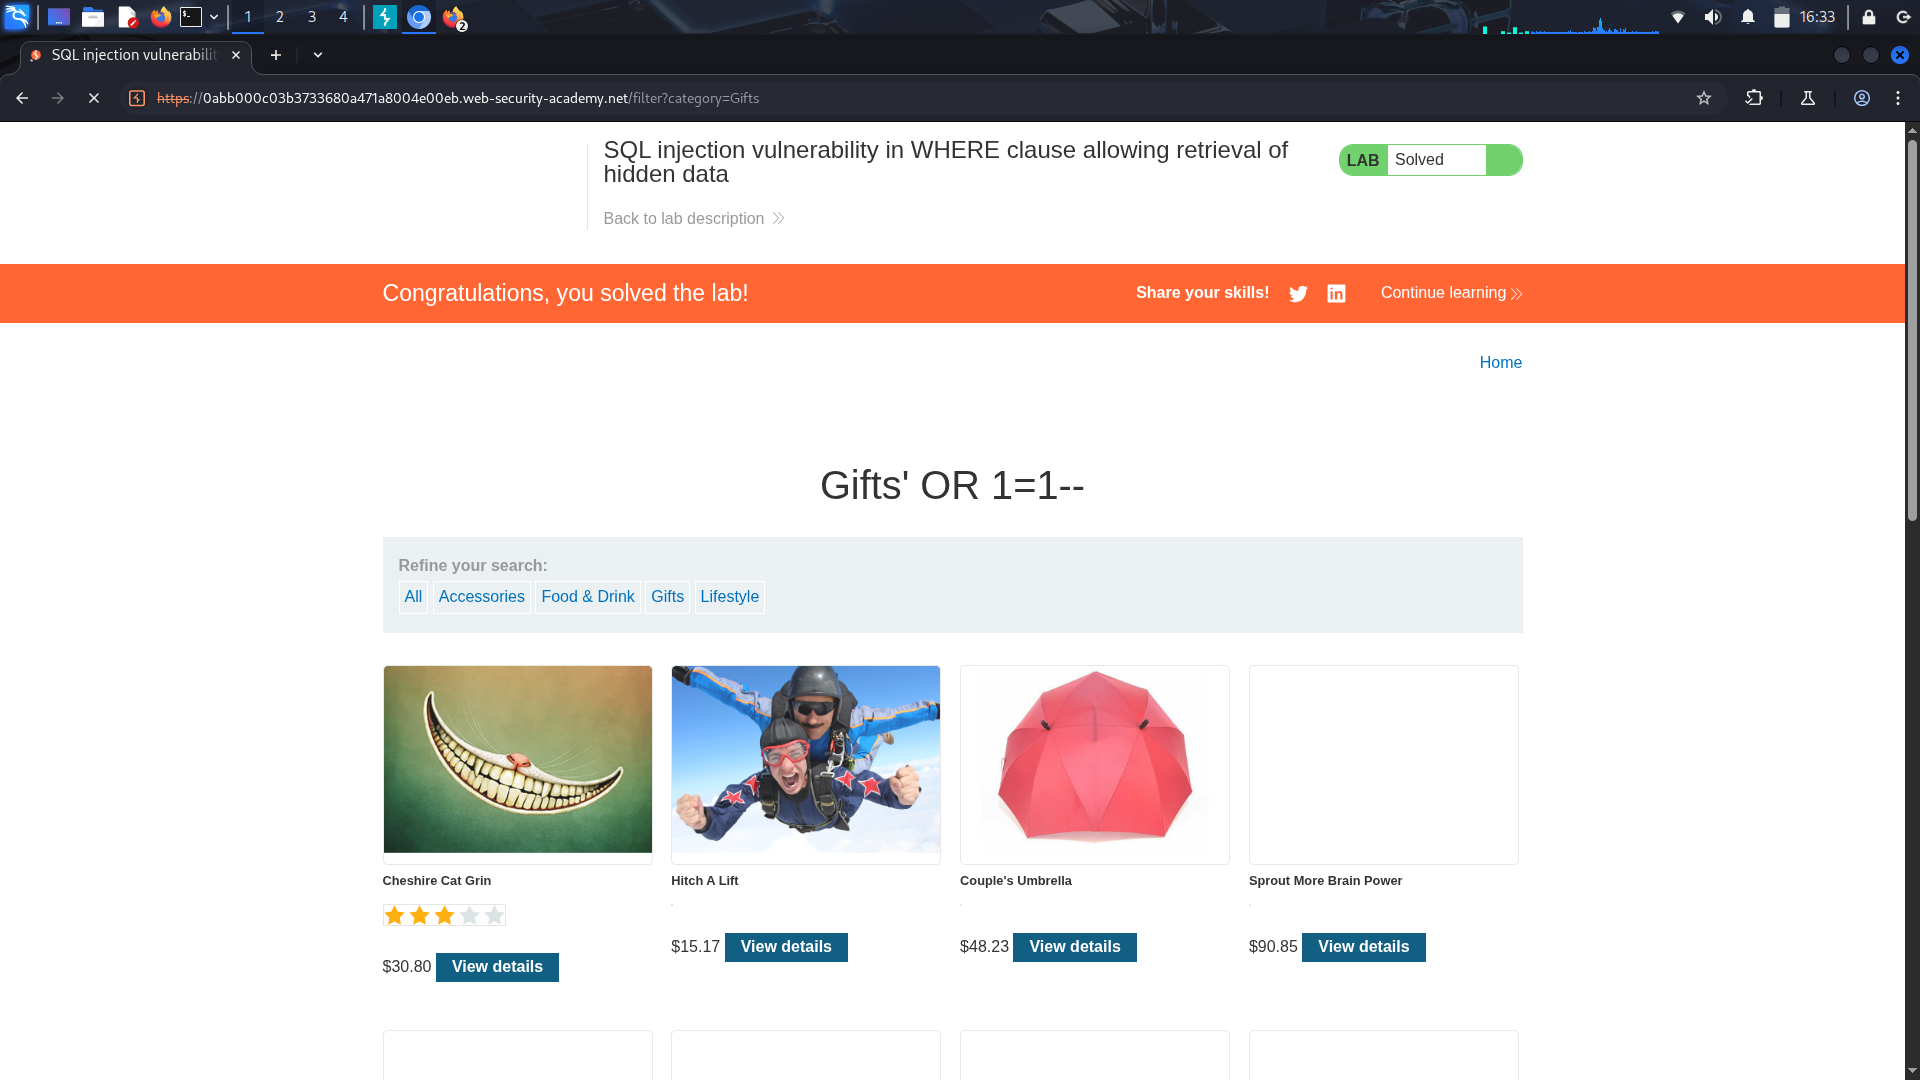 1 2 3 4 2 16:33
SQL injection vulnerabilit
https://0abb000c03b3733680a471a8004e00eb.web-security-academy.net/filter?category=Gifts
SQL injection vulnerability in WHERE clause allowing retrieval of
hidden data
LAB Solved
Back to lab description
Congratulations, you solved the lab!
Share your skills! Continue learning
Home
Gifts' OR 1=1--
Refine your search:
All Accessories Food & Drink Gifts Lifestyle
Cheshire Cat Grin Hitch A Lift Couple's Umbrella Sprout More Brain Power
$15.17 View details $48.23 View details $90.85 View details
$30.80 View details